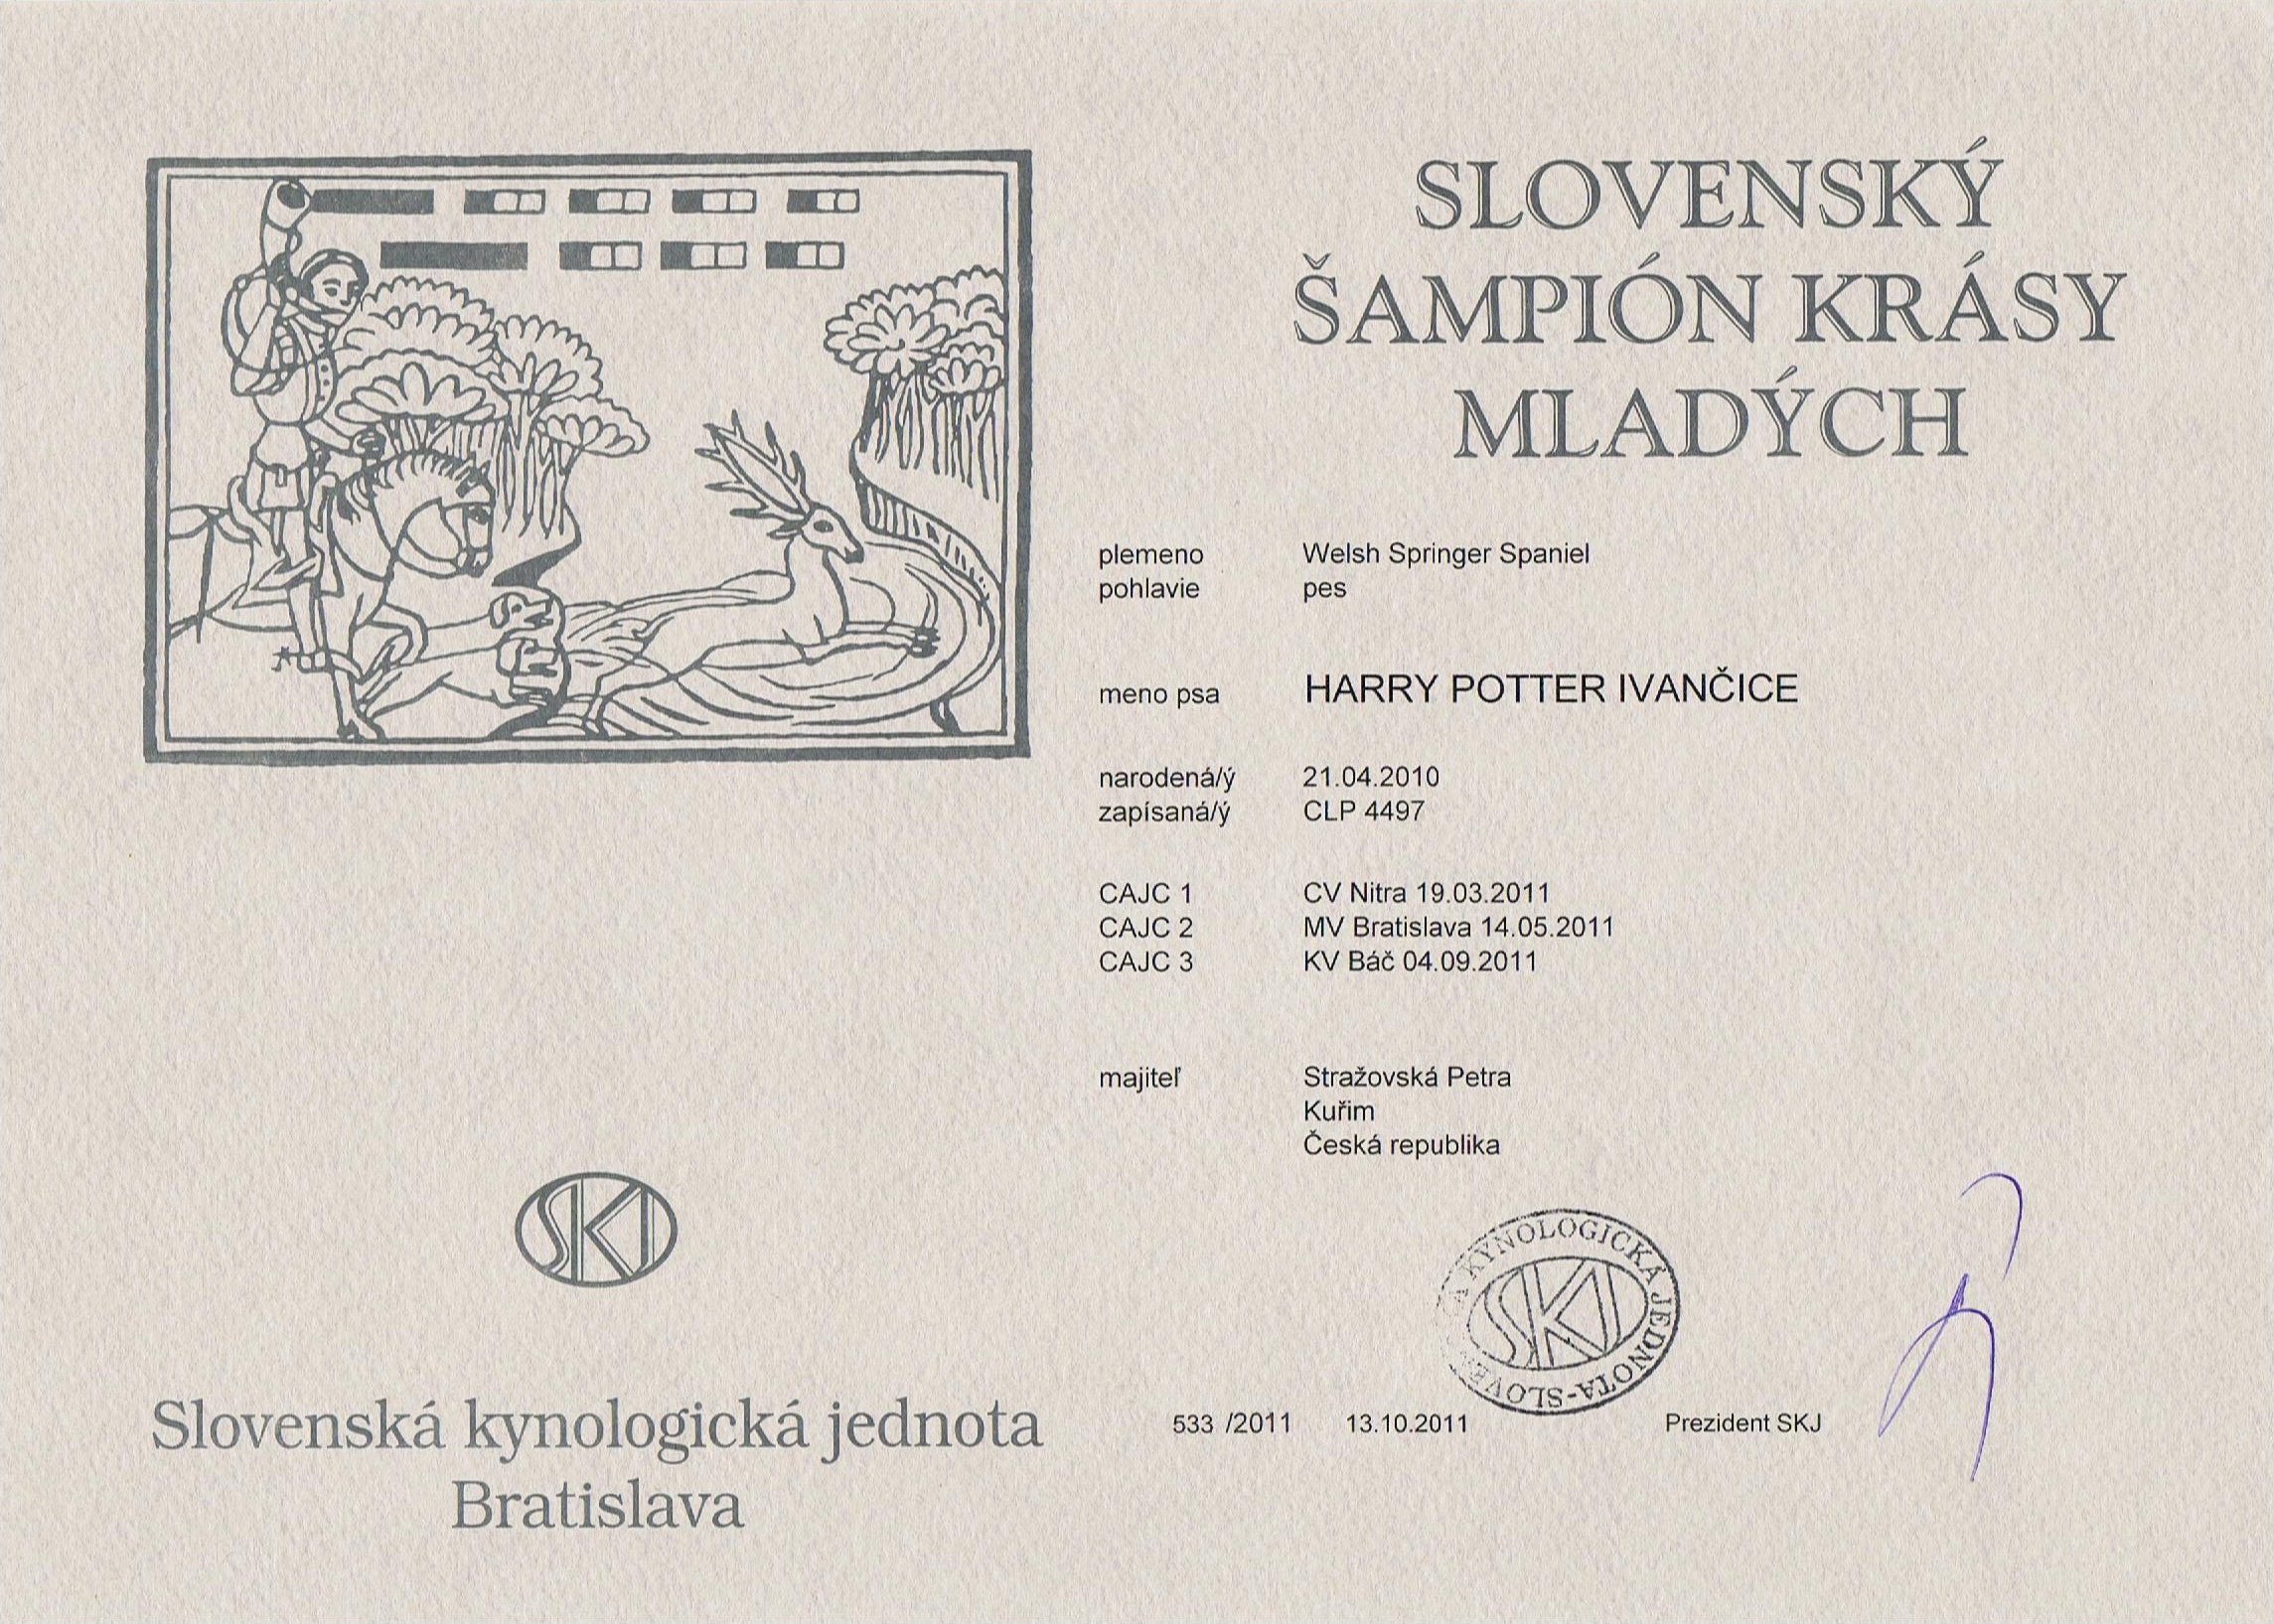 SLOVENSKÝ
ŠAMPIÓN KRÁSY
MLADÝCH
plemeno Welsh Springer Spaniel
pohlavie pes
meno psa HARRY POTTER IVANČICE
narodená/ý 21.04.2010
zapísaná/ý CLP 4497
CAJC 1 CV Nitra 19.03.2011
CAJC 2 MV Bratislava 14.05.2011
CAJC 3 KV Báč 04.09.2011
majiteľ Stražovská Petra
Kuřim
Česká republika
SKJ
Slovenská kynologická jednota
Bratislava
KYNOLOGICKÁ JEDNOTA-SLOVE
SKJ
533 /2011 13.10.2011 Prezident SKJ